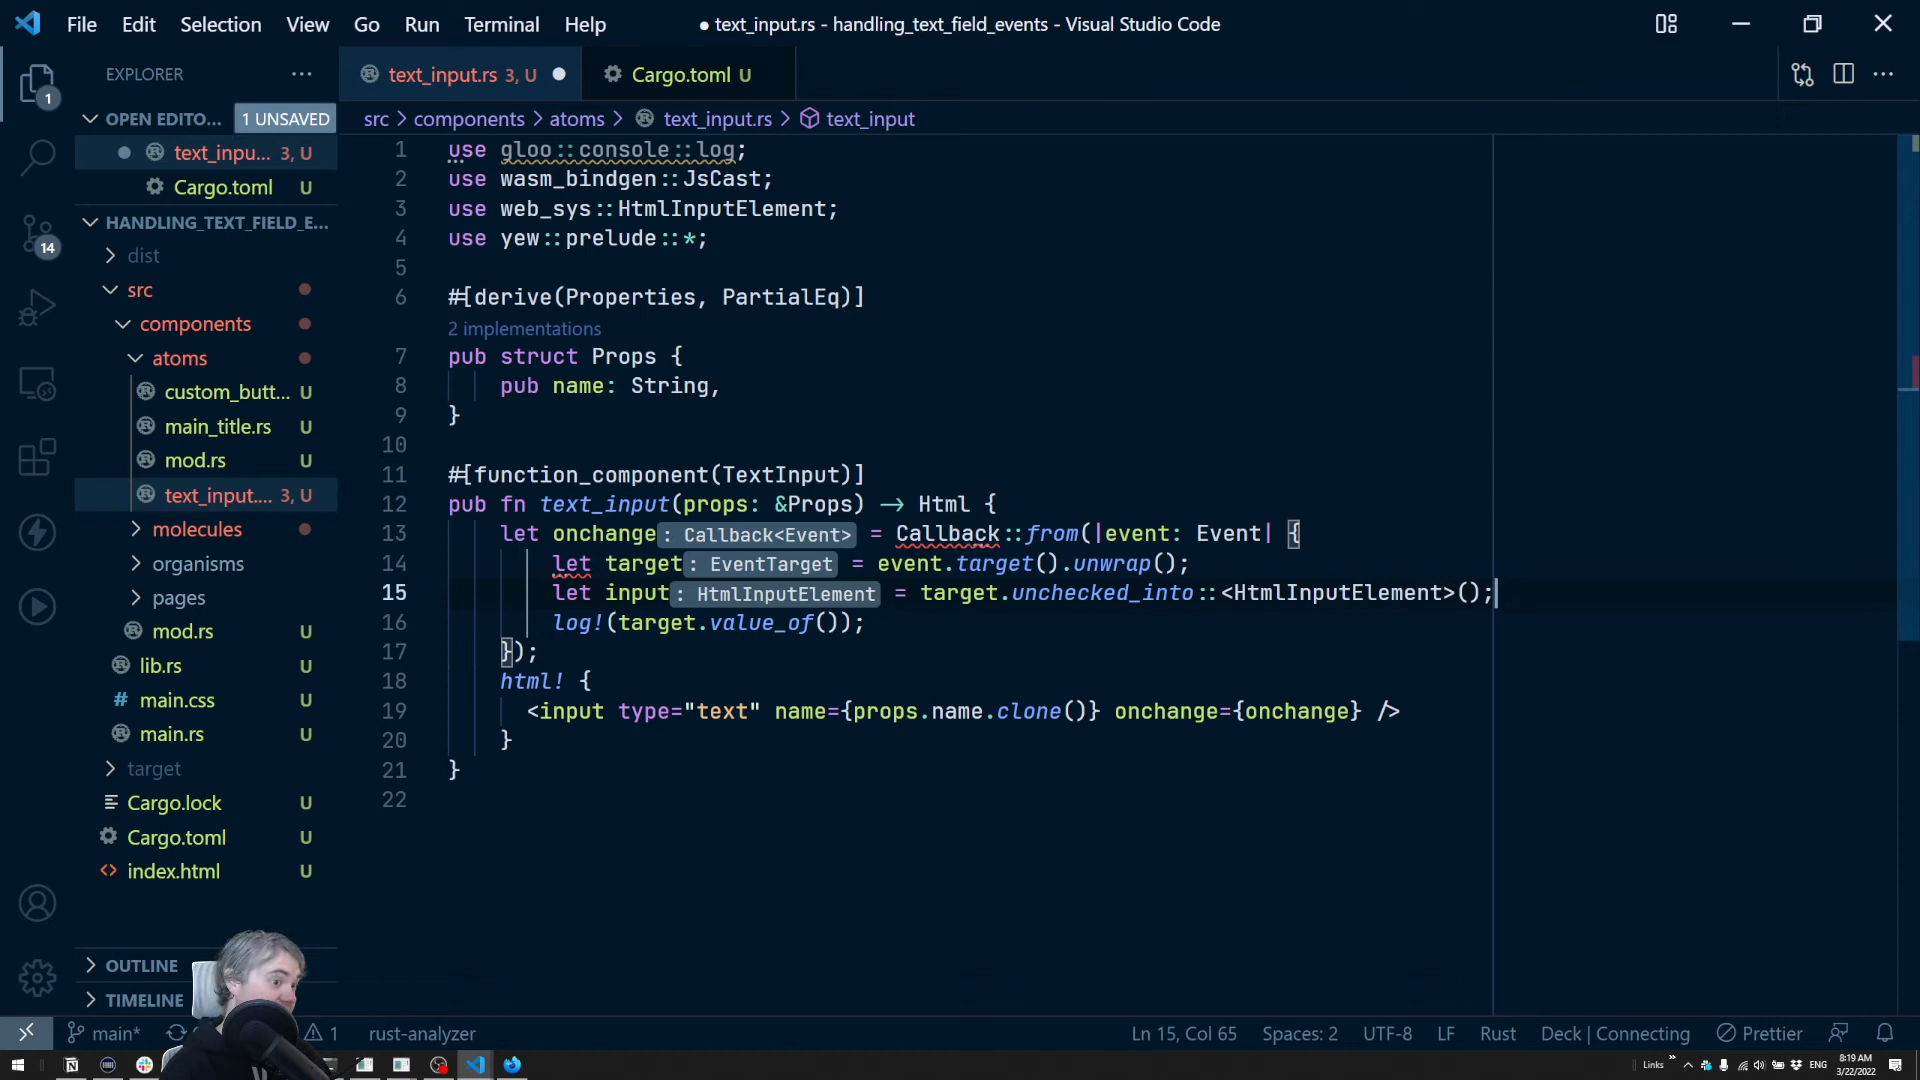 File Edit Selection View Go Run Terminal Help
● text_input.rs - handling_text_field_events - Visual Studio Code
EXPLORER
1
OPEN EDITO... 1 UNSAVED
text_inpu... 3, U
Cargo.toml U
HANDLING_TEXT_FIELD_E...
14
dist
src
components
atoms
custom_butt... U
main_title.rs U
mod.rs U
text_input.... 3, U
molecules
organisms
pages
mod.rs U
lib.rs U
main.css U
main.rs U
target
Cargo.lock U
Cargo.toml U
index.html U
OUTLINE
TIMELINE
text_input.rs 3, U
Cargo.toml U
src > components > atoms > text_input.rs > text_input
1 use gloo::console::log;
2 use wasm_bindgen::JsCast;
3 use web_sys::HtmlInputElement;
4 use yew::prelude::*;
5
6 #[derive(Properties, PartialEq)]
2 implementations
7 pub struct Props {
8 pub name: String,
9 }
10
11 #[function_component(TextInput)]
12 pub fn text_input(props: &Props) -> Html {
13 let onchange: Callback<Event> = Callback::from(|event: Event| {
14 let target: EventTarget = event.target().unwrap();
15 let input: HtmlInputElement = target.unchecked_into::<HtmlInputElement>();
16 log!(target.value_of());
17 });
18 html! {
19 <input type="text" name={props.name.clone()} onchange={onchange} />
20 }
21 }
22
main* 1 rust-analyzer
Ln 15, Col 65 Spaces: 2 UTF-8 LF Rust Deck | Connecting Prettier
Links ENG 8:19 AM
3/22/2022